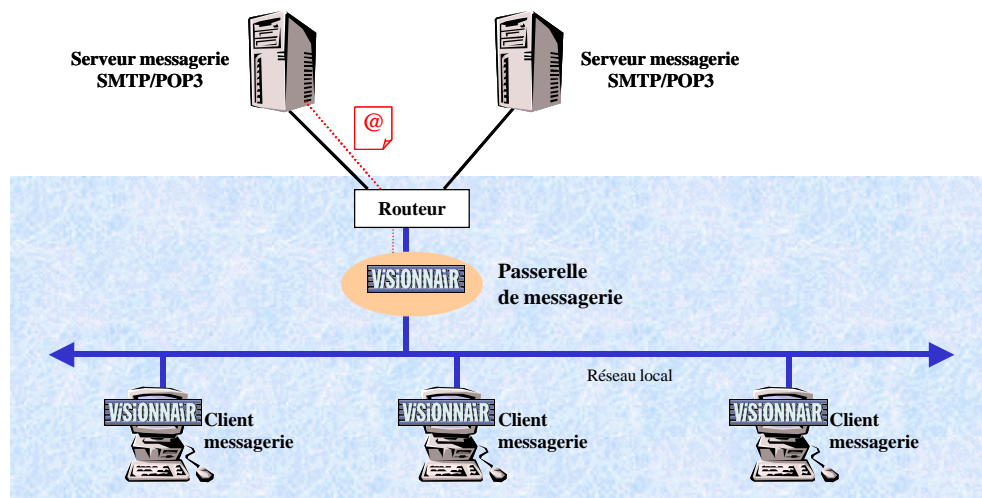 Serveur messagerie
SMTP/POP3
Serveur messagerie
SMTP/POP3
@
Routeur
ViSiONNAiR
Passerelle
de messagerie
Réseau local
ViSiONNAiR
Client
messagerie
ViSiONNAiR
Client
messagerie
ViSiONNAiR
Client
messagerie